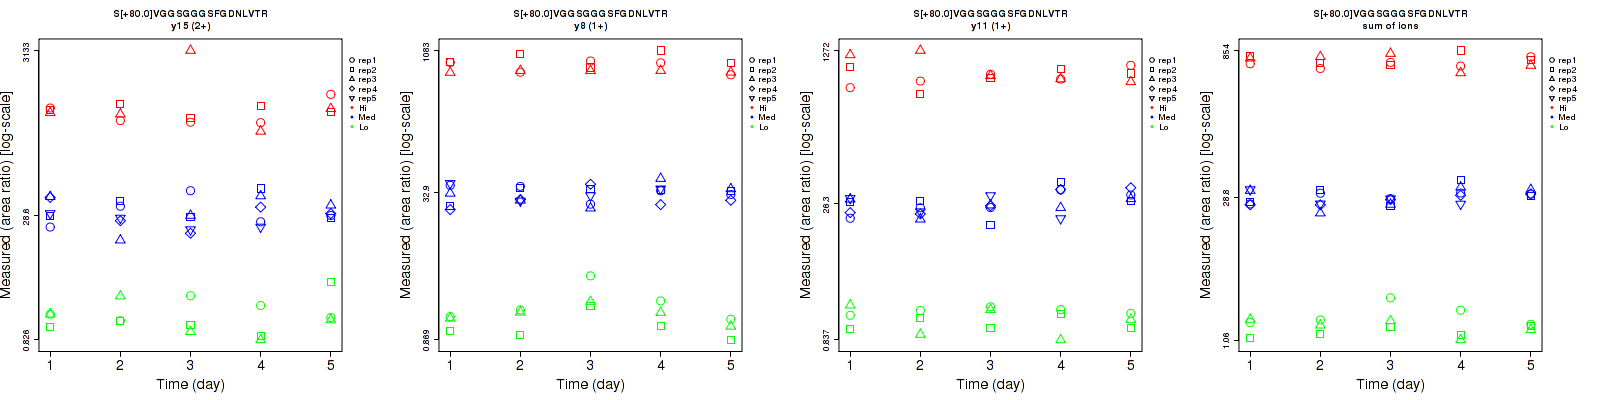 S[+80.0]VGGSGGGSFGDNLVTR
y15 (2+)
Measured (area ratio) [log-scale]
3133
28.6
0.826
1 2 3 4 5
Time (day)
rep1
rep2
rep3
rep4
rep5
Hi
Med
Lo
S[+80.0]VGGSGGGSFGDNLVTR
y8 (1+)
Measured (area ratio) [log-scale]
1083
32.9
0.869
1 2 3 4 5
Time (day)
rep1
rep2
rep3
rep4
rep5
Hi
Med
Lo
S[+80.0]VGGSGGGSFGDNLVTR
y11 (1+)
Measured (area ratio) [log-scale]
1272
26.3
0.837
1 2 3 4 5
Time (day)
rep1
rep2
rep3
rep4
rep5
Hi
Med
Lo
S[+80.0]VGGSGGGSFGDNLVTR
sum of ions
Measured (area ratio) [log-scale]
854
28.8
1.06
1 2 3 4 5
Time (day)
rep1
rep2
rep3
rep4
rep5
Hi
Med
Lo